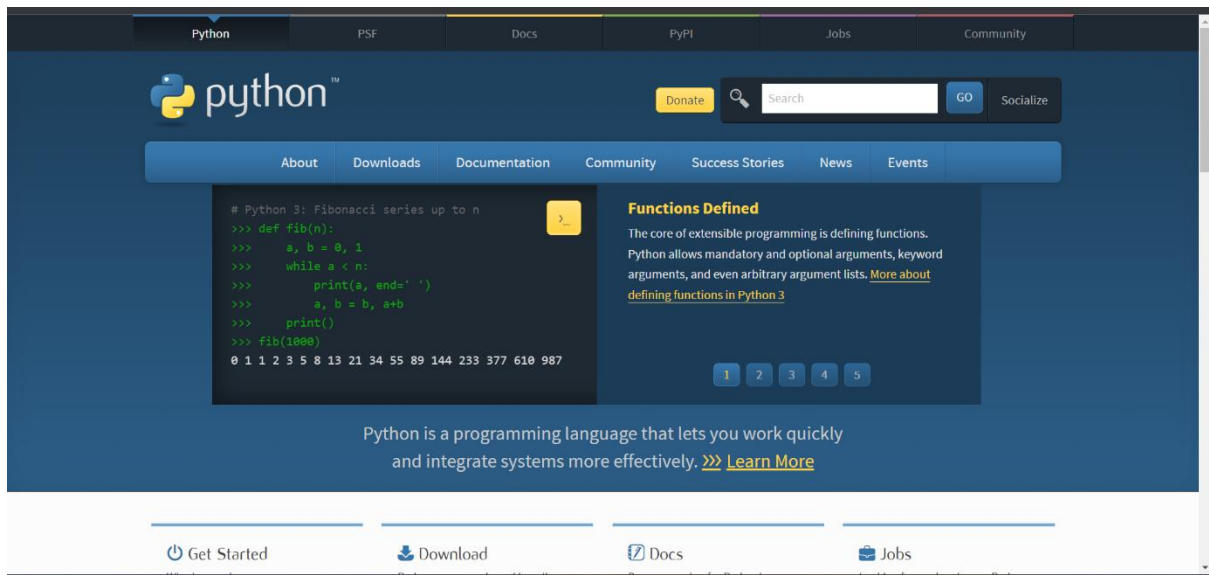 Python PSF Docs PyPI Jobs Community
python™
Donate Search GO Socialize
About Downloads Documentation Community Success Stories News Events
# Python 3: Fibonacci series up to n
>>> def fib(n):
>>>     a, b = 0, 1
>>>     while a < n:
>>>         print(a, end=' ')
>>>         a, b = b, a+b
>>>     print()
>>> fib(1000)
0 1 1 2 3 5 8 13 21 34 55 89 144 233 377 610 987
>_
Functions Defined
The core of extensible programming is defining functions.
Python allows mandatory and optional arguments, keyword
arguments, and even arbitrary argument lists. More about
defining functions in Python 3
1 2 3 4 5
Python is a programming language that lets you work quickly
and integrate systems more effectively. >>> Learn More
Get Started Download Docs Jobs